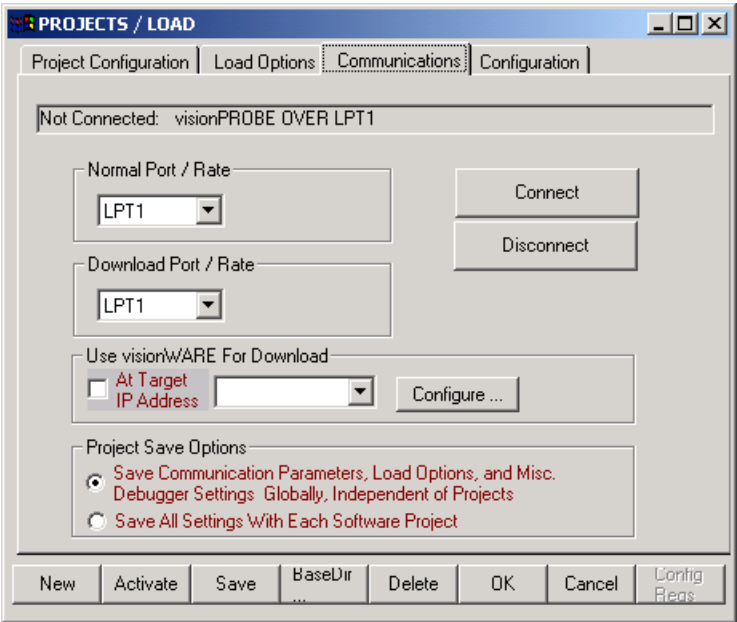 PROJECTS / LOAD
Project Configuration Load Options Communications Configuration
Not Connected: visionPROBE OVER LPT1
Normal Port / Rate
LPT1
Connect
Disconnect
Download Port / Rate
LPT1
Use visionWARE For Download
At Target
IP Address
Configure ...
Project Save Options
Save Communication Parameters, Load Options, and Misc.
Debugger Settings Globally, Independent of Projects
Save All Settings With Each Software Project
New Activate Save BaseDir
... Delete OK Cancel Config
Regs